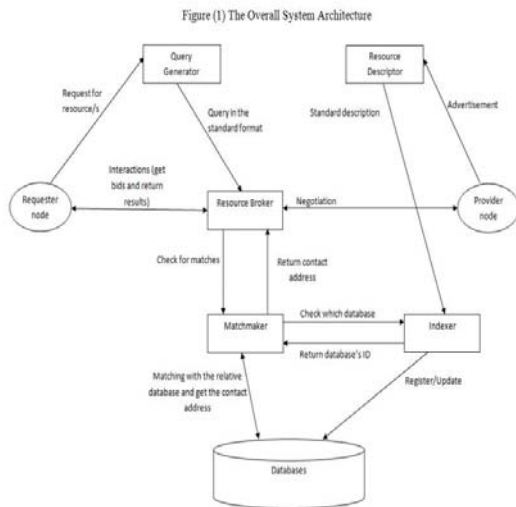 Figure (1) The Overall System Architecture
Query
Generator
Resource
Descriptor
Request for
resource/s
Query in the
standard format
Standard description
Advertisement
Interactions (get
bids and return
results)
Requester
node
Resource Broker
Negotiation
Provider
node
Check for matches
Return contact
address
Check which database
Matchmaker
Indexer
Return database's ID
Matching with the relative
database and get the contact
address
Register/Update
Databases